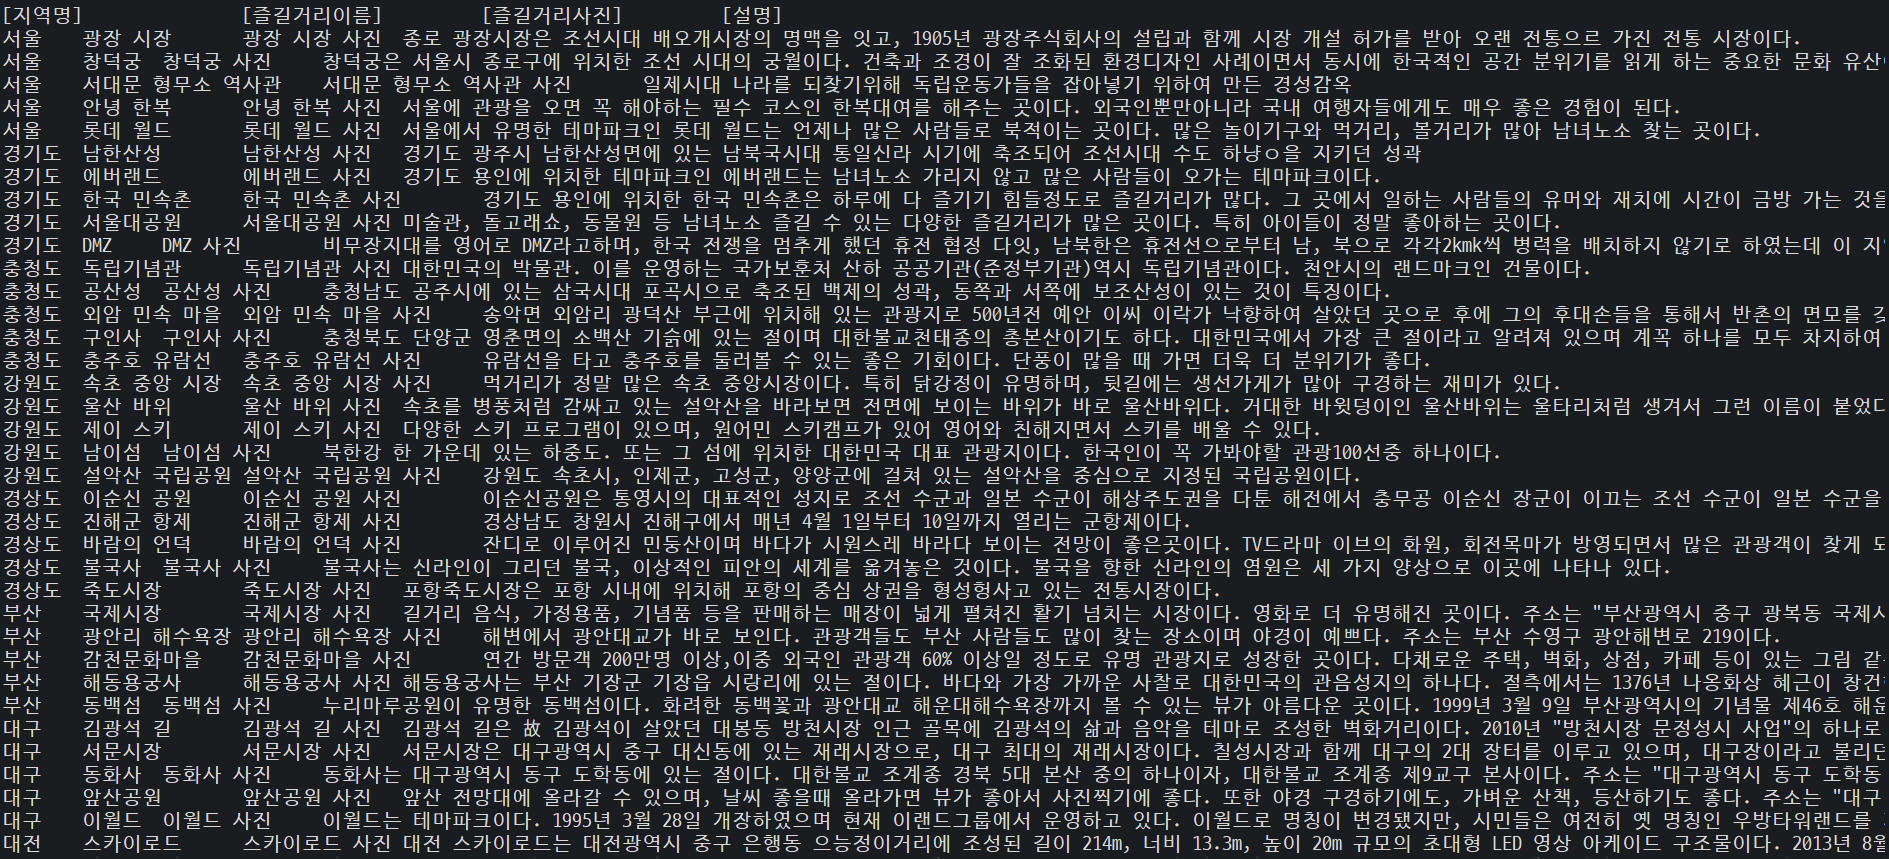 [지역명] [즐길거리이름] [즐길거리사진] [설명]
서울 광장 시장 광장 시장 사진 종로 광장시장은 조선시대 배오개시장의 명맥을 잇고, 1905년 광장주식회사의 설립과 함께 시장 개설 허가를 받아 오랜 전통으르 가진 전통 시장이다.
서울 창덕궁 창덕궁 사진 창덕궁은 서울시 종로구에 위치한 조선 시대의 궁월이다. 건축과 조경이 잘 조화된 환경디자인 사례이면서 동시에 한국적인 공간 분위기를 읽게 하는 중요한 문화 유산
서울 서대문 형무소 역사관 서대문 형무소 역사관 사진 일제시대 나라를 되찾기위해 독립운동가들을 잡아넣기 위하여 만든 경성감옥
서울 안녕 한복 안녕 한복 사진 서울에 관광을 오면 꼭 해야하는 필수 코스인 한복대여를 해주는 곳이다. 외국인뿐만아니라 국내 여행자들에게도 매우 좋은 경험이 된다.
서울 롯데 월드 롯데 월드 사진 서울에서 유명한 테마파크인 롯데 월드는 언제나 많은 사람들로 북적이는 곳이다. 많은 놀이기구와 먹거리, 볼거리가 많아 남녀노소 찾는 곳이다.
경기도 남한산성 남한산성 사진 경기도 광주시 남한산성면에 있는 남북국시대 통일신라 시기에 축조되어 조선시대 수도 하냥ㅇ을 지키던 성곽
경기도 에버랜드 에버랜드 사진 경기도 용인에 위치한 테마파크인 에버랜드는 남녀노소 가리지 않고 많은 사람들이 오가는 테마파크이다.
경기도 한국 민속촌 한국 민속촌 사진 경기도 용인에 위치한 한국 민속촌은 하루에 다 즐기기 힘들정도로 즐길거리가 많다. 그 곳에서 일하는 사람들의 유머와 재치에 시간이 금방 가는 것을
경기도 서울대공원 서울대공원 사진 미술관, 돌고래쇼, 동물원 등 남녀노소 즐길 수 있는 다양한 즐길거리가 많은 곳이다. 특히 아이들이 정말 좋아하는 곳이다.
경기도 DMZ DMZ 사진 비무장지대를 영어로 DMZ라고하며, 한국 전쟁을 멈추게 했던 휴전 협정 다잇, 남북한은 휴전선으로부터 남, 북으로 각각2kmk씩 병력을 배치하지 않기로 하였는데 이
충청도 독립기념관 독립기념관 사진 대한민국의 박물관. 이를 운영하는 국가보훈처 산하 공공기관(준정부기관)역시 독립기념관이다. 천안시의 랜드마크인 건물이다.
충청도 공산성 공산성 사진 충청남도 공주시에 있는 삼국시대 포곡시으로 축조된 백제의 성곽, 동쪽과 서쪽에 보조산성이 있는 것이 특징이다.
충청도 외암 민속 마을 외암 민속 마을 사진 송악면 외암리 광덕산 부근에 위치해 있는 관광지로 500년전 예안 이씨 이락가 낙향하여 살았던 곳으로 후에 그의 후대손들을 통해서 반촌의 면모를
충청도 구인사 구인사 사진 충청북도 단양군 영춘면의 소백산 기슭에 있는 절이며 대한불교천태종의 총본산이기도 하다. 대한민국에서 가장 큰 절이라고 알려져 있으며 계곡 하나를 모두 차지하여
충청도 충주호 유람선 충주호 유람선 사진 유람선을 타고 충주호를 둘러볼 수 있는 좋은 기회이다. 단풍이 많을 때 가면 더욱 더 분위기가 좋다.
강원도 속초 중앙 시장 속초 중앙 시장 사진 먹거리가 정말 많은 속초 중앙시장이다. 특히 닭강정이 유명하며, 뒷길에는 생선가게가 많아 구경하는 재미가 있다.
강원도 울산 바위 울산 바위 사진 속초를 병풍처럼 감싸고 있는 설악산을 바라보면 전면에 보이는 바위가 바로 울산바위다. 거대한 바윗덩이인 울산바위는 울타리처럼 생겨서 그런 이름이 붙었다
강원도 제이 스키 제이 스키 사진 다양한 스키 프로그램이 있으며, 원어민 스키캠프가 있어 영어와 친해지면서 스키를 배울 수 있다.
강원도 남이섬 남이섬 사진 북한강 한 가운데 있는 하중도. 또는 그 섬에 위치한 대한민국 대표 관광지이다. 한국인이 꼭 가봐야할 관광100선중 하나이다.
강원도 설악산 국립공원 설악산 국립공원 사진 강원도 속초시, 인제군, 고성군, 양양군에 걸쳐 있는 설악산을 중심으로 지정된 국립공원이다.
경상도 이순신 공원 이순신 공원 사진 이순신공원은 통영시의 대표적인 성지로 조선 수군과 일본 수군이 해상주도권을 다툰 해전에서 충무공 이순신 장군이 이끄는 조선 수군이 일본 수군을
경상도 진해군 항제 진해군 항제 사진 경상남도 창원시 진해구에서 매년 4월 1일부터 10일까지 열리는 군항제이다.
경상도 바람의 언덕 바람의 언덕 사진 잔디로 이루어진 민둥산이며 바다가 시원스레 바라다 보이는 전망이 좋은곳이다. TV드라마 이브의 화원, 회전목마가 방영되면서 많은 관광객이 찾게
경상도 불국사 불국사 사진 불국사는 신라인이 그리던 불국, 이상적인 피안의 세계를 옮겨놓은 것이다. 불국을 향한 신라인의 염원은 세 가지 양상으로 이곳에 나타나 있다.
경상도 죽도시장 죽도시장 사진 포항죽도시장은 포항 시내에 위치해 포항의 중심 상권을 형성헝사고 있는 전통시장이다.
부산 국제시장 국제시장 사진 길거리 음식, 가정용품, 기념품 등을 판매하는 매장이 넓게 펼쳐진 활기 넘치는 시장이다. 영화로 더 유명해진 곳이다. 주소는 "부산광역시 중구 광복동 국제시
부산 광안리 해수욕장 광안리 해수욕장 사진 해변에서 광안대교가 바로 보인다. 관광객들도 부산 사람들도 많이 찾는 장소이며 야경이 예쁘다. 주소는 부산 수영구 광안해변로 219이다.
부산 감천문화마을 감천문화마을 사진 연간 방문객 200만명 이상,이중 외국인 관광객 60% 이상일 정도로 유명 관광지로 성장한 곳이다. 다채로운 주택, 벽화, 상점, 카페 등이 있는 그림 같
부산 해동용궁사 해동용궁사 사진 해동용궁사는 부산 기장군 기장읍 시랑리에 있는 절이다. 바다와 가장 가까운 사찰로 대한민국의 관음성지의 하나다. 절측에서는 1376년 나옹화상 혜근이 창건
부산 동백섬 동백섬 사진 누리마루공원이 유명한 동백섬이다. 화려한 동백꽃과 광안대교 해운대해수욕장까지 볼 수 있는 뷰가 아름다운 곳이다. 1999년 3월 9일 부산광역시의 기념물 제46호 해운
대구 김광석 길 김광석 길 사진 김광석 길은 故 김광석이 살았던 대봉동 방천시장 인근 골목에 김광석의 삶과 음악을 테마로 조성한 벽화거리이다. 2010년 "방천시장 문정성시 사업"의 하나로
대구 서문시장 서문시장 사진 서문시장은 대구광역시 중구 대신동에 있는 재래시장으로, 대구 최대의 재래시장이다. 칠성시장과 함께 대구의 2대 장터를 이루고 있으며, 대구장이라고 불리던
대구 동화사 동화사 사진 동화사는 대구광역시 동구 도학동에 있는 절이다. 대한불교 조계종 경북 5대 본산 중의 하나이자, 대한불교 조계종 제9교구 본사이다. 주소는 "대구광역시 동구 도학동
대구 앞산공원 앞산공원 사진 앞산 전망대에 올라갈 수 있으며, 날씨 좋을때 올라가면 뷰가 좋아서 사진찍기에 좋다. 또한 야경 구경하기에도, 가벼운 산책, 등산하기도 좋다. 주소는 "대구
대구 이월드 이월드 사진 이월드는 테마파크이다. 1995년 3월 28일 개장하였으며 현재 이랜드그룹에서 운영하고 있다. 이월드로 명칭이 변경됐지만, 시민들은 여전히 옛 명칭인 우방타워랜드를
대전 스카이로드 스카이로드 사진 대전 스카이로드는 대전광역시 중구 은행동 으능정이거리에 조성된 길이 214m, 너비 13.3m, 높이 20m 규모의 초대형 LED 영상 아케이드 구조물이다. 2013년 8월